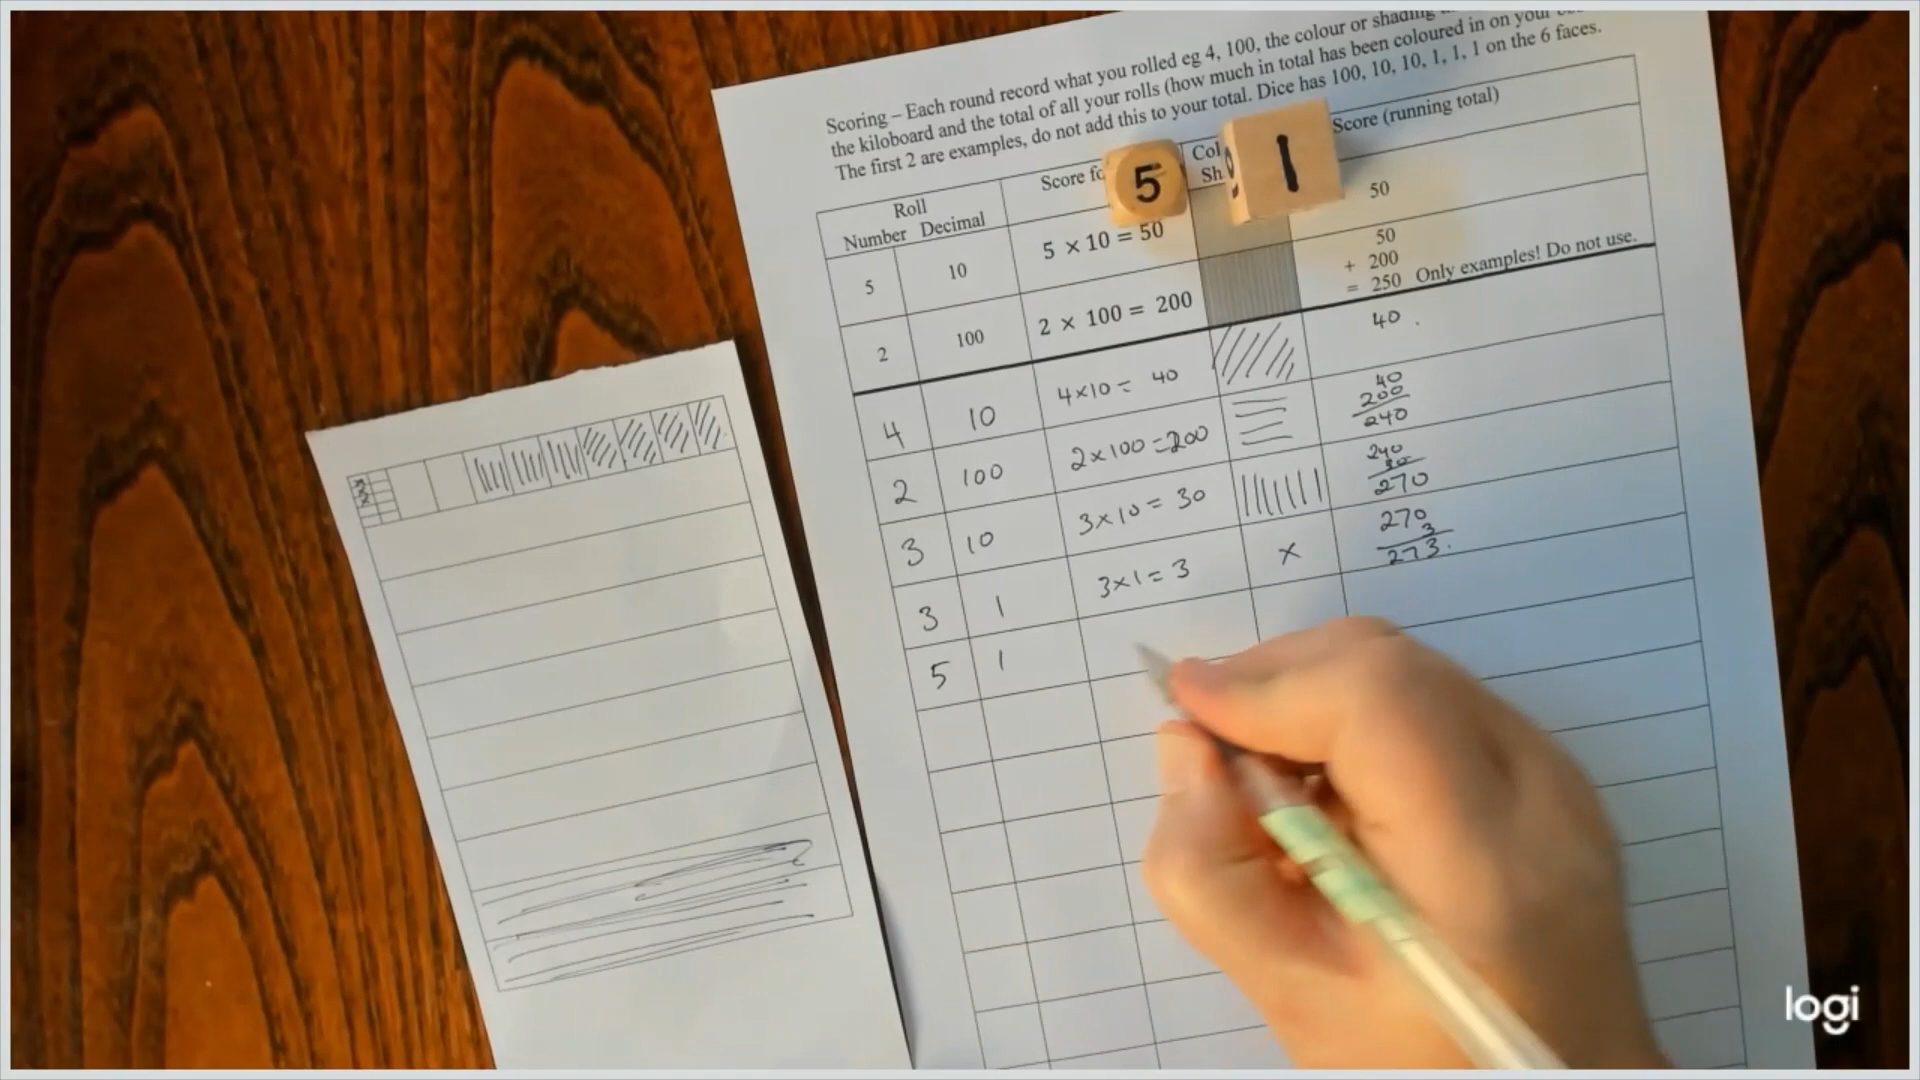 Scoring – Each round record what you rolled eg 4, 100, the colour or shading
the kiloboard and the total of all your rolls (how much in total has been coloured in on your
The first 2 are examples, do not add this to your total. Dice has 100, 10, 10, 1, 1, 1 on the 6 faces.
Roll
Number Decimal
Score
Col
Sh
Score (running total)
5 1
5 10 5 × 10 = 50 50
2 100 2 × 100 = 200
50
+ 200
= 250 Only examples! Do not use.
4 10 4×10 = 40 40
2 100 2×100 = 200
40
200
240
3 10 3×10 = 30
240
30
270
3 1 3×1 = 3 ×
270
3
273.
5 1
logi